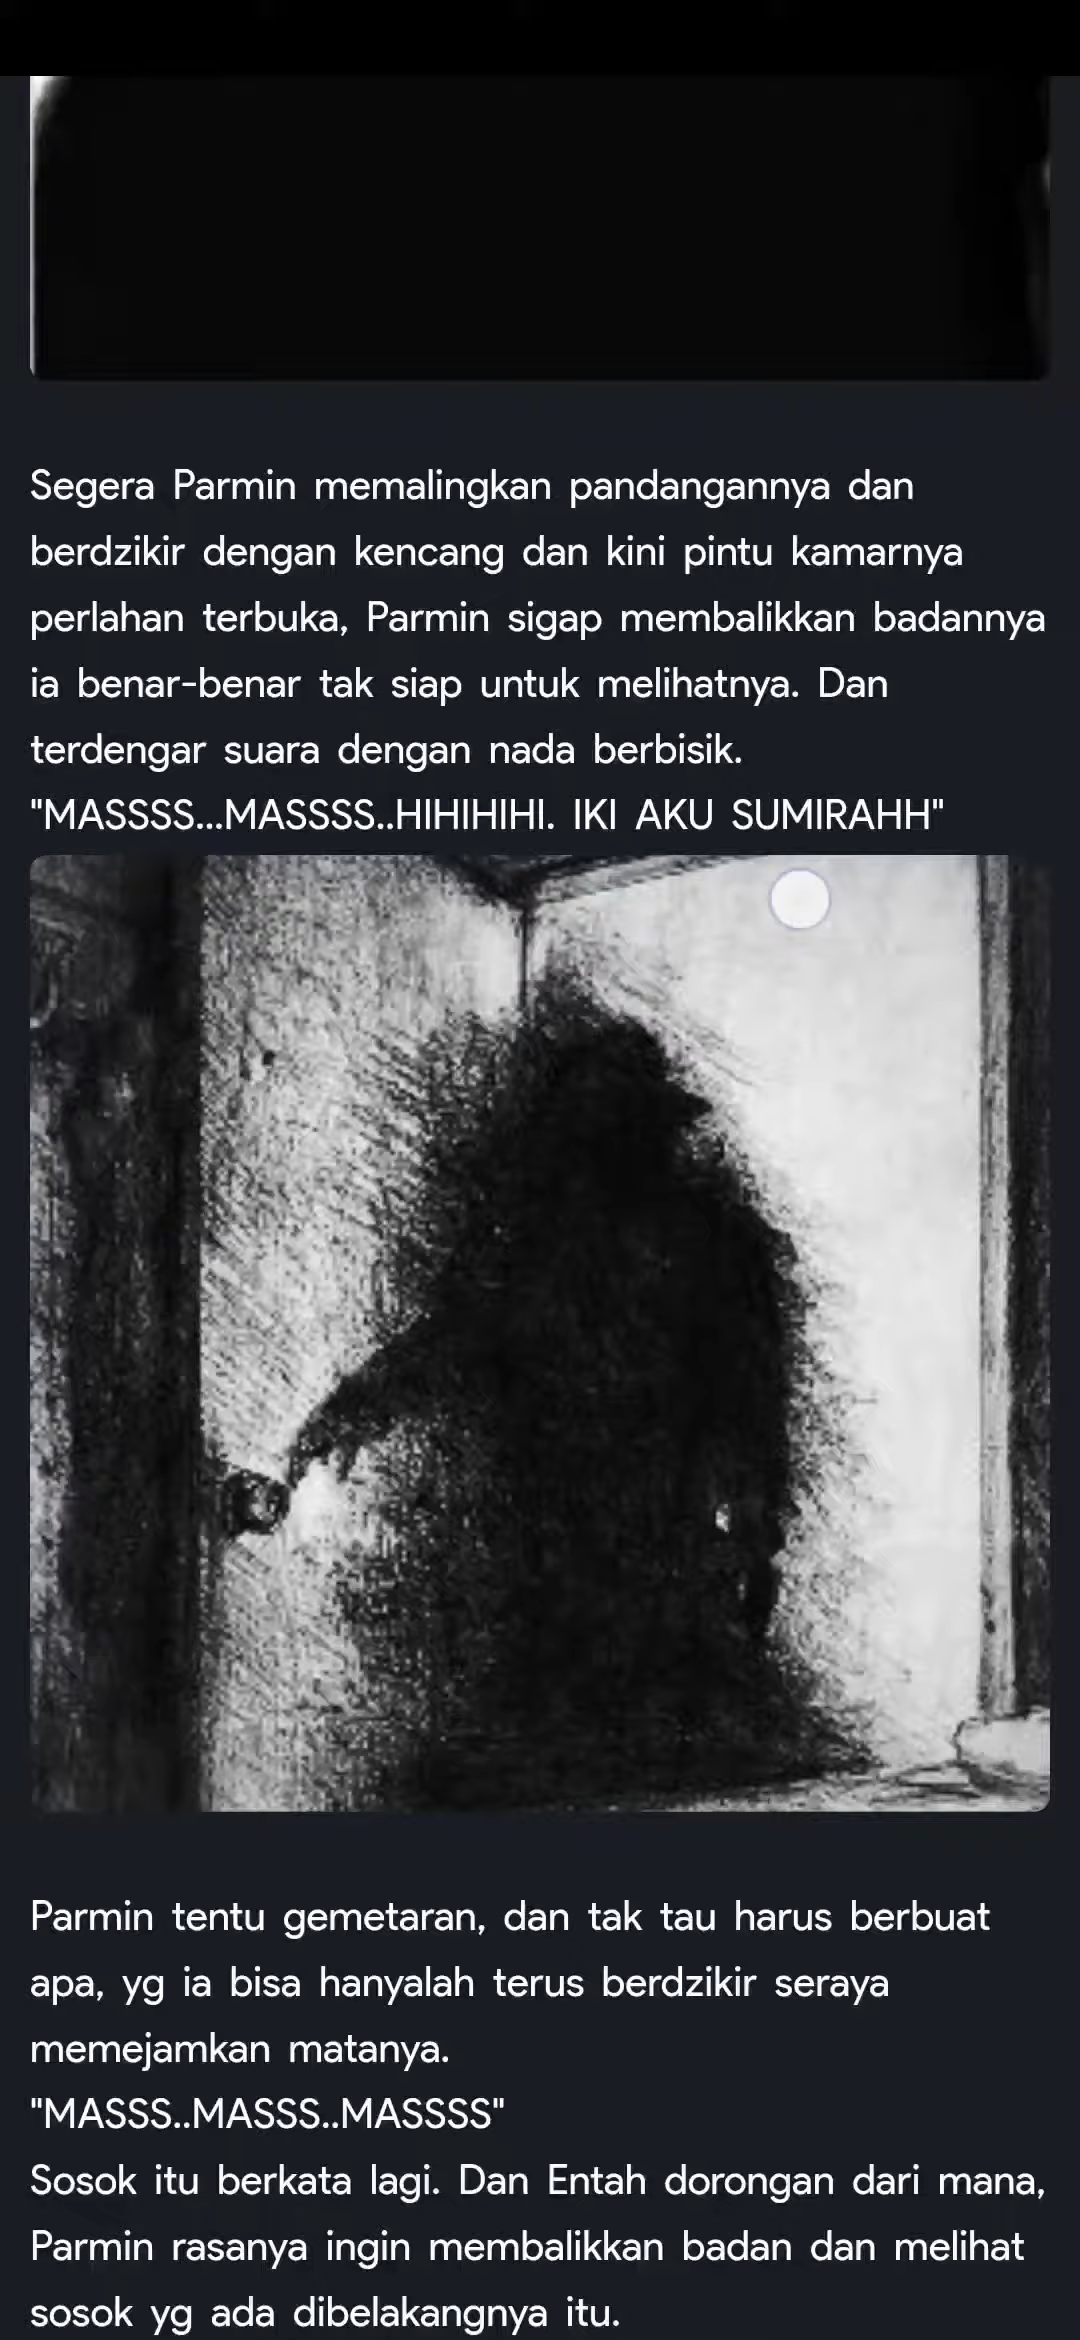 Segera Parmin memalingkan pandangannya dan
berdzikir dengan kencang dan kini pintu kamarnya
perlahan terbuka, Parmin sigap membalikkan badannya
ia benar-benar tak siap untuk melihatnya. Dan
terdengar suara dengan nada berbisik.
"MASSSS...MASSSS..HIHIHIHI. IKI AKU SUMIRAHH"
Parmin tentu gemetaran, dan tak tau harus berbuat
apa, yg ia bisa hanyalah terus berdzikir seraya
memejamkan matanya.
"MASSS..MASSS..MASSSS"
Sosok itu berkata lagi. Dan Entah dorongan dari mana,
Parmin rasanya ingin membalikkan badan dan melihat
sosok yg ada dibelakangnya itu.